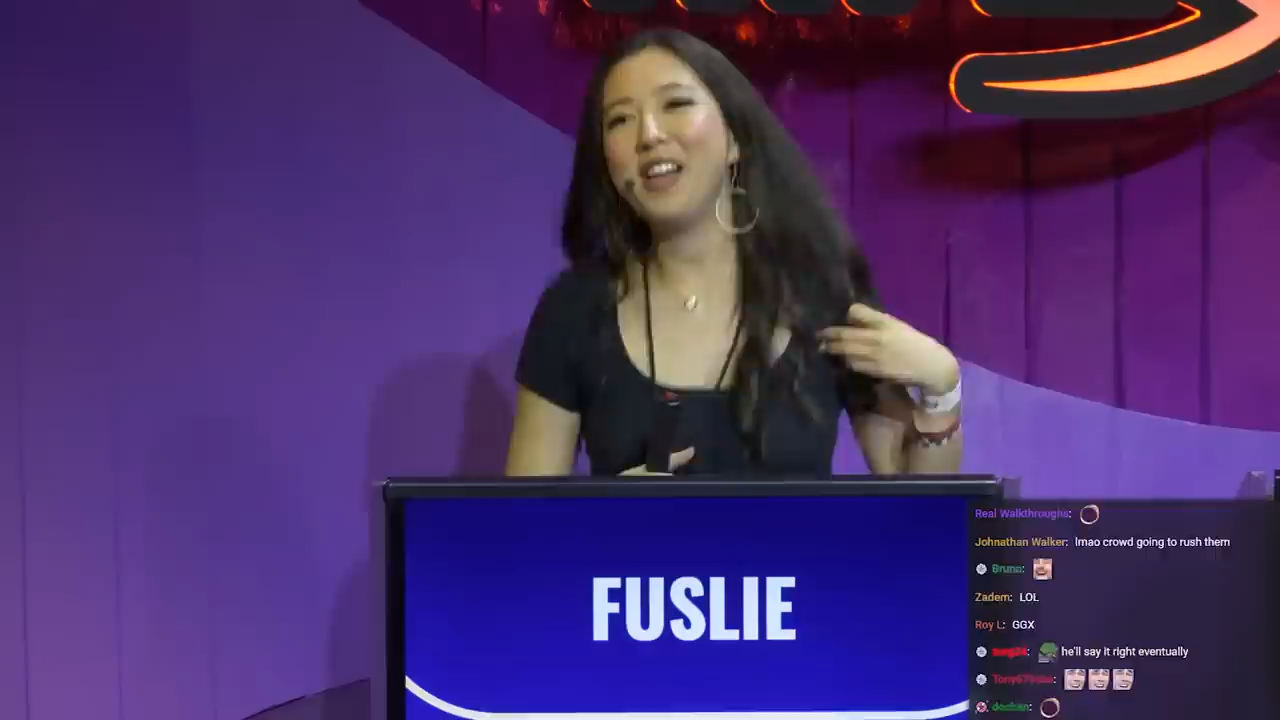 FUSLIE
Real Walkthroughs:
Johnathan Walker: lmao crowd going to rush them
Bruno:
Zadem: LOL
Roy L: GGX
he'll say it right eventually
dochan: